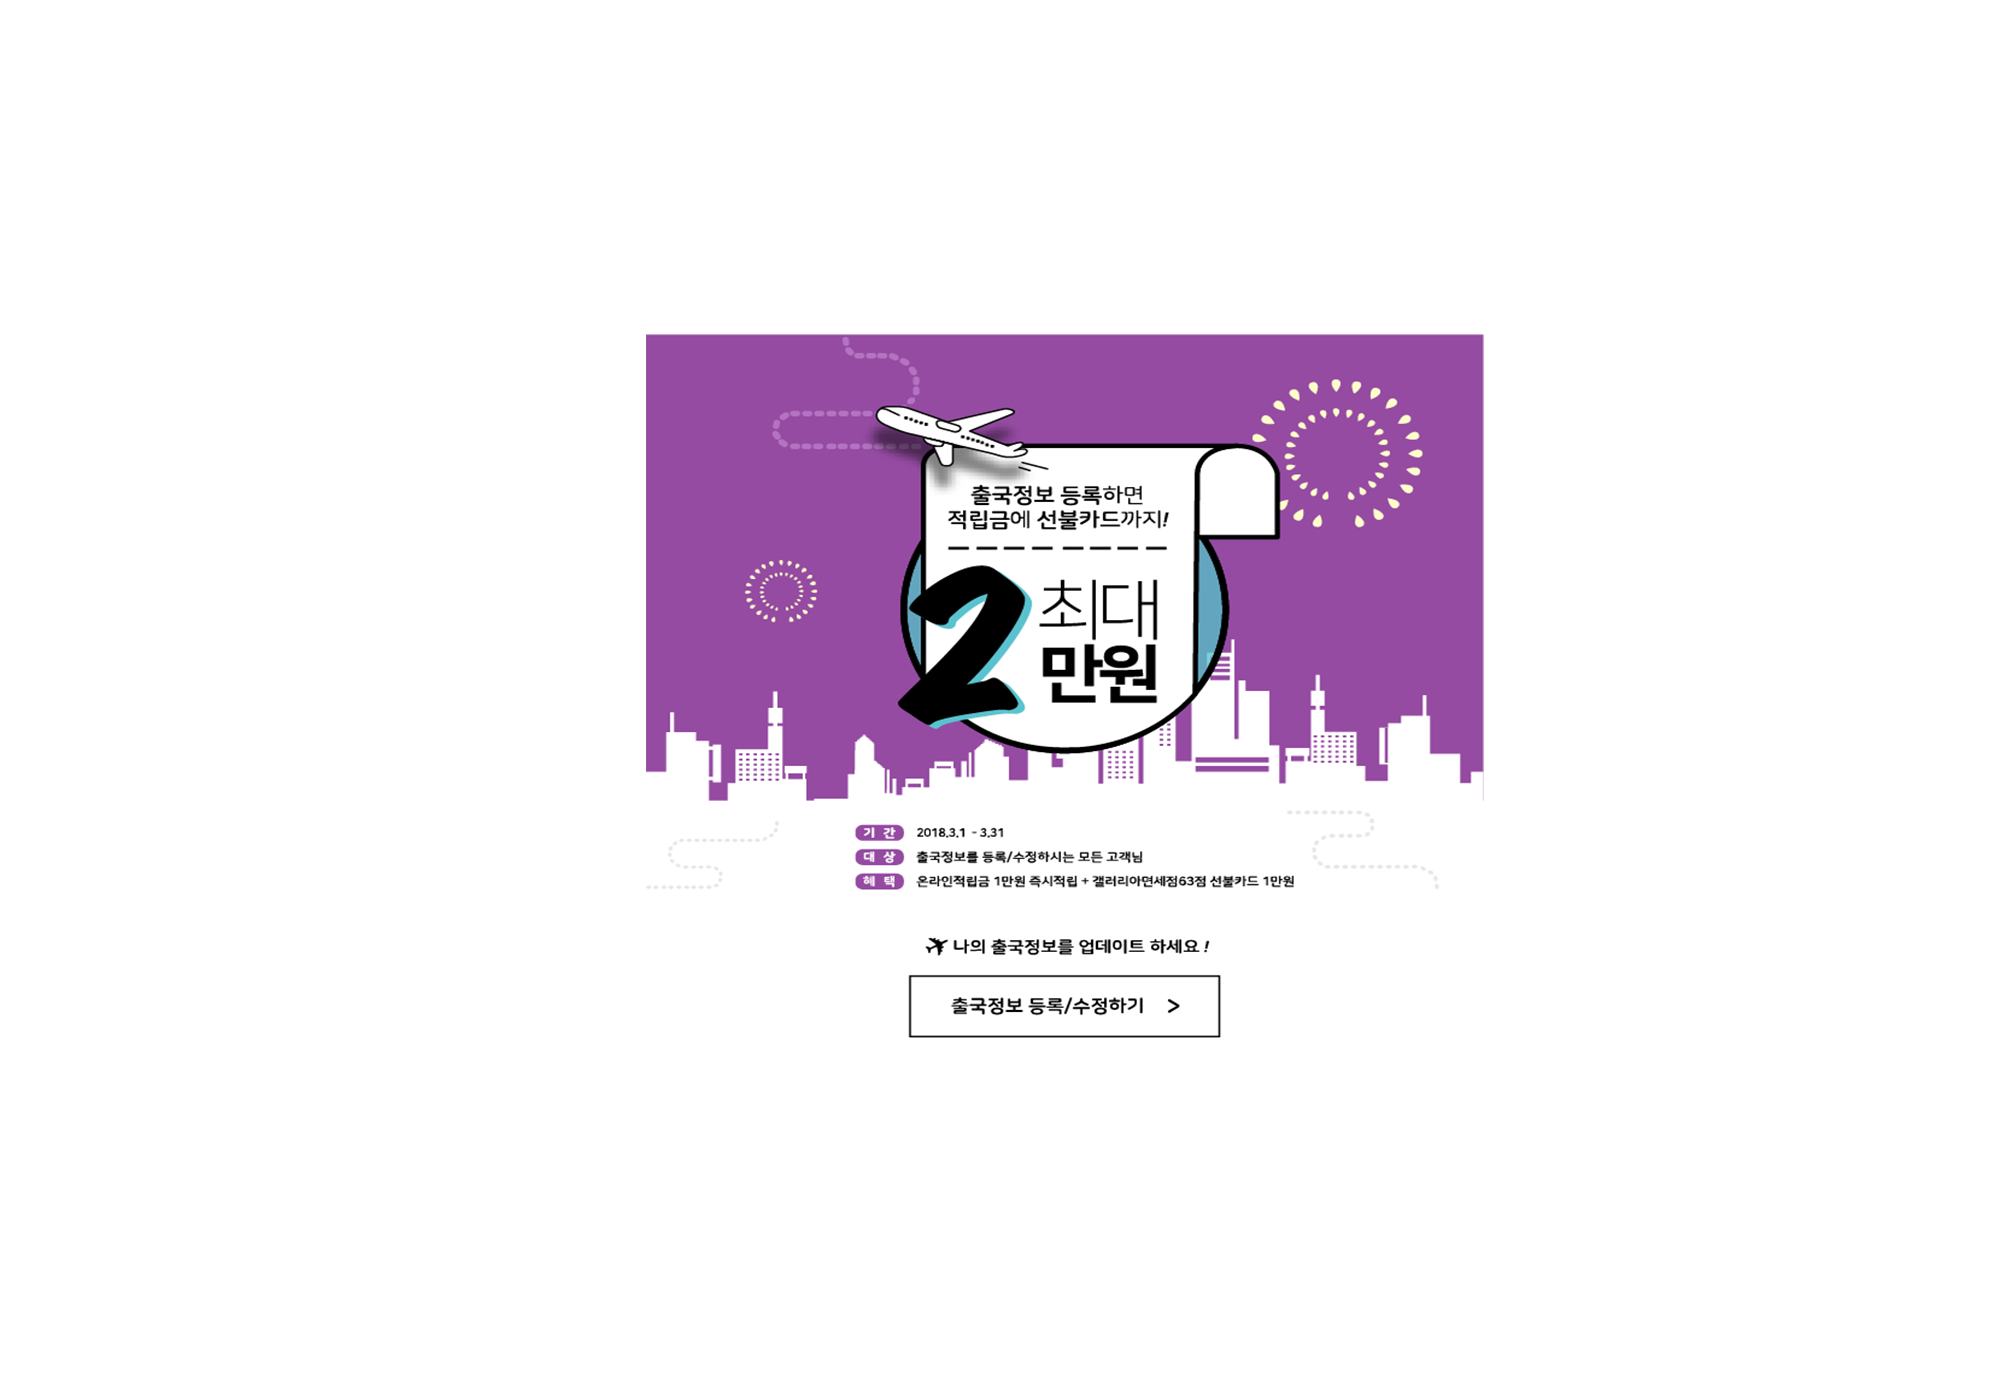 출국정보 등록하면
적립금에 선불카드까지!
최대
2만원
기 간 2018.3.1 - 3.31
대 상 출국정보를 등록/수정하시는 모든 고객님
혜 택 온라인적립금 1만원 즉시적립 + 갤러리아면세점63점 선불카드 1만원
나의 출국정보를 업데이트 하세요!
출국정보 등록/수정하기 >